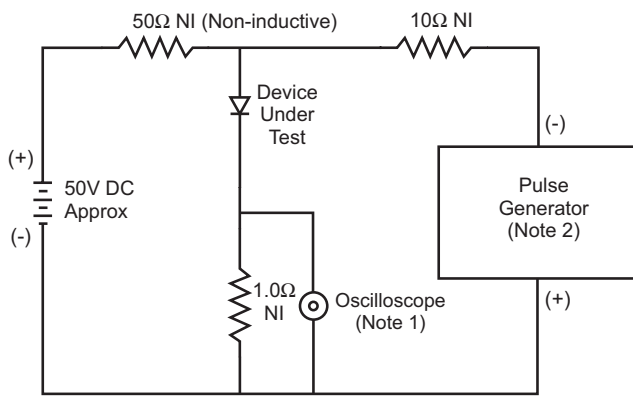 50Ω NI (Non-inductive)
10Ω NI
Device
Under
Test
(-)
(+)
50V DC
Approx
(-)
Pulse
Generator
(Note 2)
1.0Ω
NI
Oscilloscope
(Note 1)
(+)